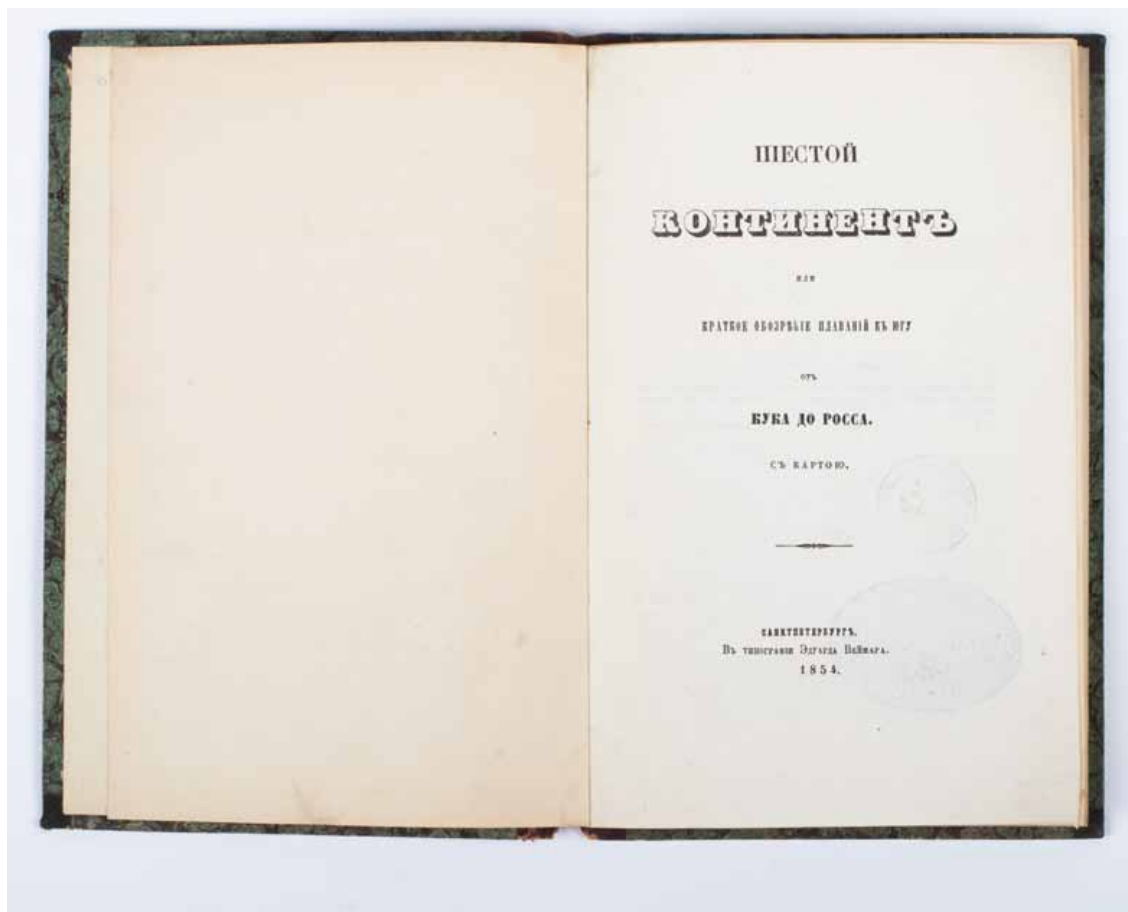 ШЕСТОЙ
КОНТИНЕНТЪ
или
КРАТКОЕ ОБОЗРѢНІЕ ПЛАВАНІЙ КЪ ЮГУ
отъ
КУКА ДО РОССА.
СЪ КАРТОЮ.
САНКТПЕТЕРБУРГЪ.
Въ типографіи Эдуарда Веймара.
1854.